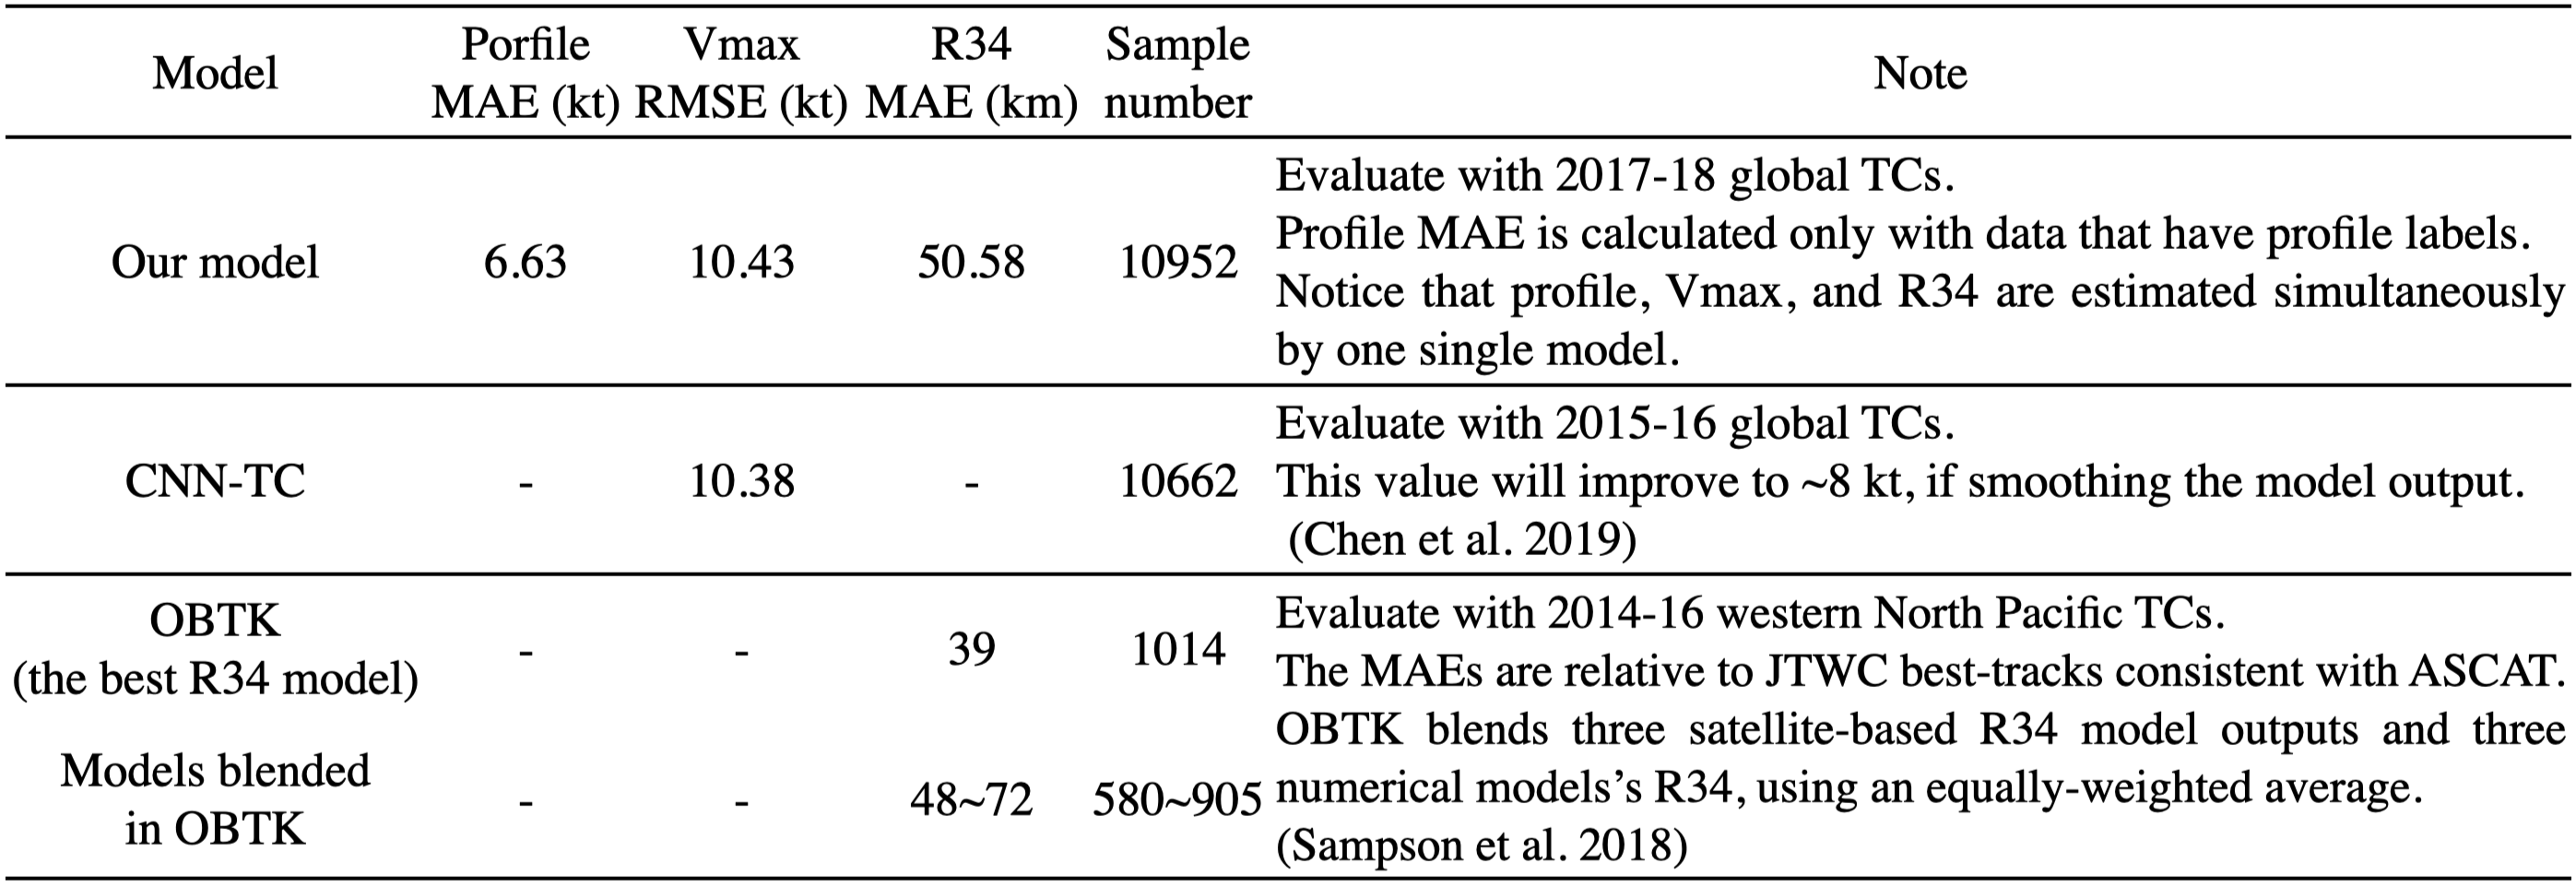 Model
Porfile
MAE (kt)
Vmax
RMSE (kt)
R34
MAE (km)
Sample
number
Note
Our model
6.63
10.43
50.58
10952
Evaluate with 2017-18 global TCs.
Profile MAE is calculated only with data that have profile labels.
Notice that profile, Vmax, and R34 are estimated simultaneously
by one single model.
CNN-TC
-
10.38
-
10662
Evaluate with 2015-16 global TCs.
This value will improve to ~8 kt, if smoothing the model output.
(Chen et al. 2019)
OBTK
(the best R34 model)
-
-
39
1014
Models blended
in OBTK
-
-
48~72
580~905
Evaluate with 2014-16 western North Pacific TCs.
The MAEs are relative to JTWC best-tracks consistent with ASCAT.
OBTK blends three satellite-based R34 model outputs and three
numerical models's R34, using an equally-weighted average.
(Sampson et al. 2018)